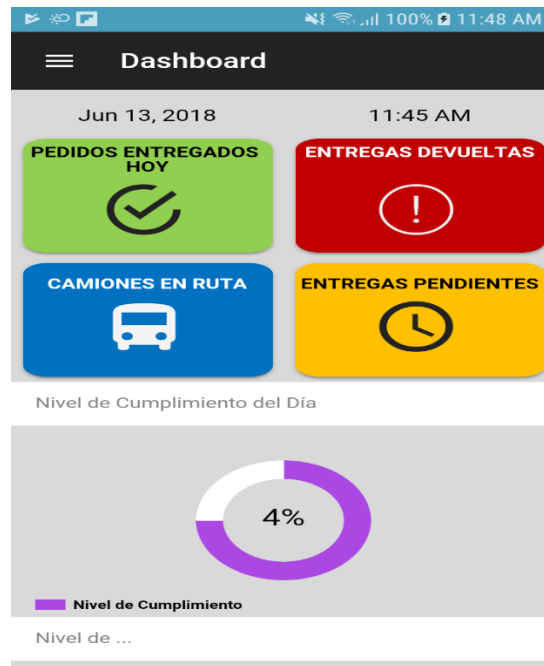 100% 11:48 AM
Dashboard
Jun 13, 2018 11:45 AM
PEDIDOS ENTREGADOS
HOY
ENTREGAS DEVUELTAS
CAMIONES EN RUTA
ENTREGAS PENDIENTES
Nivel de Cumplimiento del Día
4%
Nivel de Cumplimiento
Nivel de ...